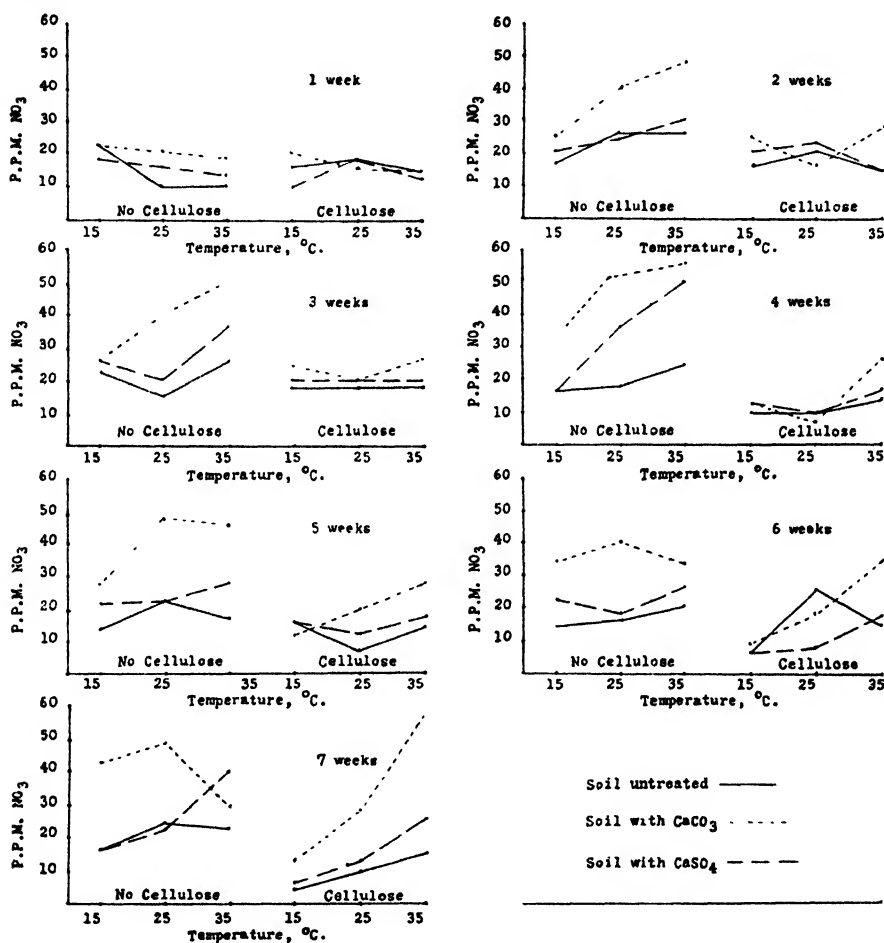 60
50
40
30
20
10
P.P.M. NO3
1 week
No Cellulose
Cellulose
15 25 35 15 25 35
Temperature, °C.
60
50
40
30
20
10
P.P.M. NO3
2 weeks
No Cellulose
Cellulose
15 25 35 15 25 35
Temperature, °C.
60
50
40
30
20
10
P.P.M. NO3
3 weeks
No Cellulose
Cellulose
15 25 35 15 25 35
Temperature, °C.
60
50
40
30
20
10
P.P.M. NO3
4 weeks
No Cellulose
Cellulose
15 25 35 15 25 35
Temperature, °C.
60
50
40
30
20
10
P.P.M. NO3
5 weeks
No Cellulose
Cellulose
15 25 35 15 25 35
Temperature, °C.
60
50
40
30
20
10
P.P.M. NO3
6 weeks
No Cellulose
Cellulose
15 25 35 15 25 35
Temperature, °C.
60
50
40
30
20
10
P.P.M. NO3
7 weeks
No Cellulose
Cellulose
15 25 35 15 25 35
Temperature, °C.
Soil untreated
Soil with CaCO3
Soil with CaSO4